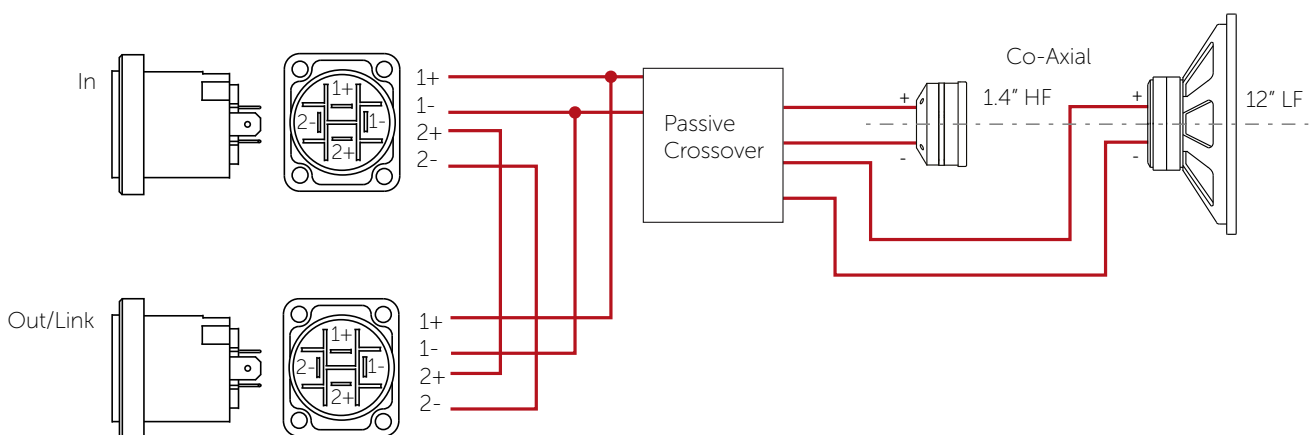 In
1+
2-
1-
2+
1+
1-
2+
2-
Passive
Crossover
+
-
1.4” HF
Co-Axial
+
-
12” LF
Out/Link
1+
2-
1-
2+
1+
1-
2+
2-